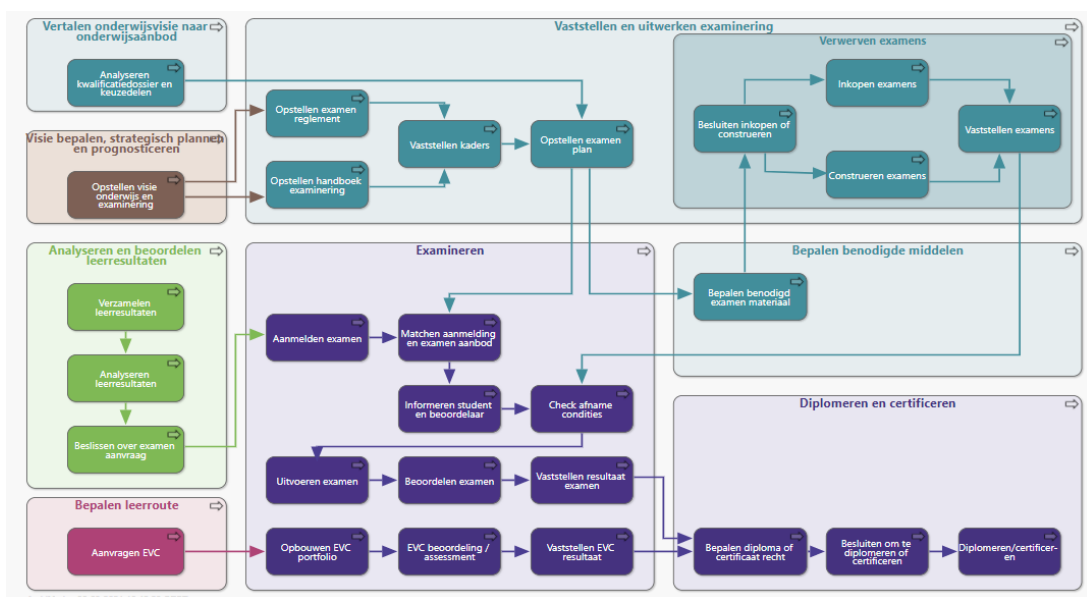 Vertalen onderwijsvisie naar
onderwijsaanbod
Analyseren
kwalificatiedossier en
keuzedelen
Visie bepalen, strategisch plannen
en prognosticeren
Opstellen visie
onderwijs en
examinering
Vaststellen en uitwerken examinering
Opstellen examen
reglement
Opstellen handboek
examinering
Vaststellen kaders
Opstellen examen
plan
Verwerven examens
Besluiten inkopen of
construeren
Inkopen examens
Construeren examens
Vaststellen examens
Analyseren en beoordelen
leerresultaten
Verzamelen
leerresultaten
Analyseren
leerresultaten
Beslissen over examen
aanvraag
Examineren
Aanmelden examen
Matchen aanmelding
en examen aanbod
Informeren student
en beoordelaar
Check afname
condities
Uitvoeren examen
Beoordelen examen
Vaststellen resultaat
examen
Opbouwen EVC
portfolio
EVC beoordeling /
assessment
Vaststellen EVC
resultaat
Bepalen benodigde middelen
Bepalen benodigd
examen materiaal
Bepalen leerroute
Aanvragen EVC
Diplomeren en certificeren
Bepalen diploma of
certificaat recht
Besluiten om te
diplomeren of
certificeren
Diplomeren/certificer-
en